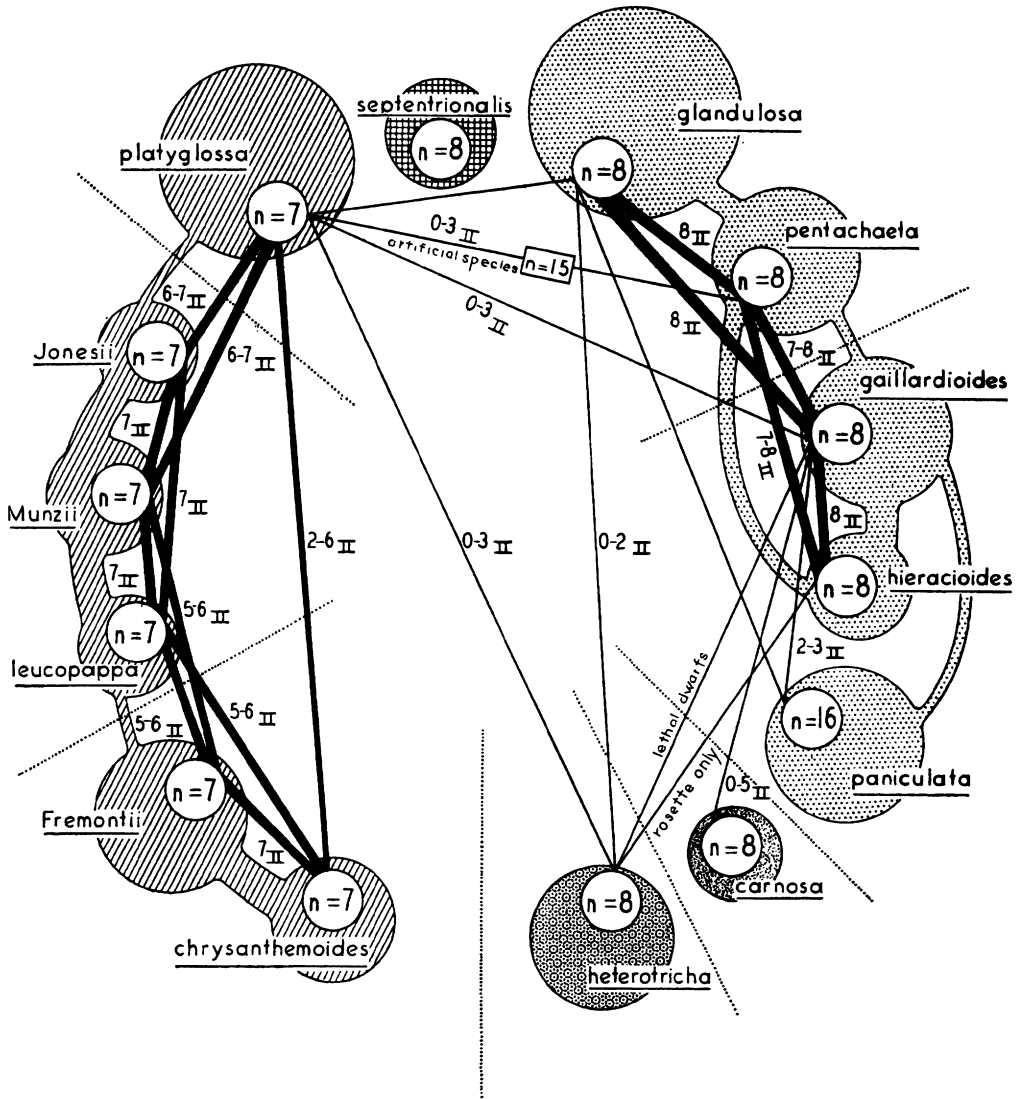 septentrionalis
n=8
glandulosa
n=8
platyglossa
n=7
pentachaeta
n=8
8 II
0-3 II
artificial species
n=15
0-3 II
8 II
6-7 II
6-7 II
Jonesii
n=7
7-8 II
gaillardioides
n=8
7 II
7-8 II
Munzii
n=7
7 II
8 II
2-6 II
0-3 II
0-2 II
7 II
hieracioides
n=8
5-6 II
leucopappa
n=7
2-3 II
lethal dwarfs
5-6 II
5-6 II
n=16
paniculata
rosette only
0-5 II
Fremontii
n=7
7 II
n=8
carnosa
n=7
chrysanthemoides
n=8
heterotricha